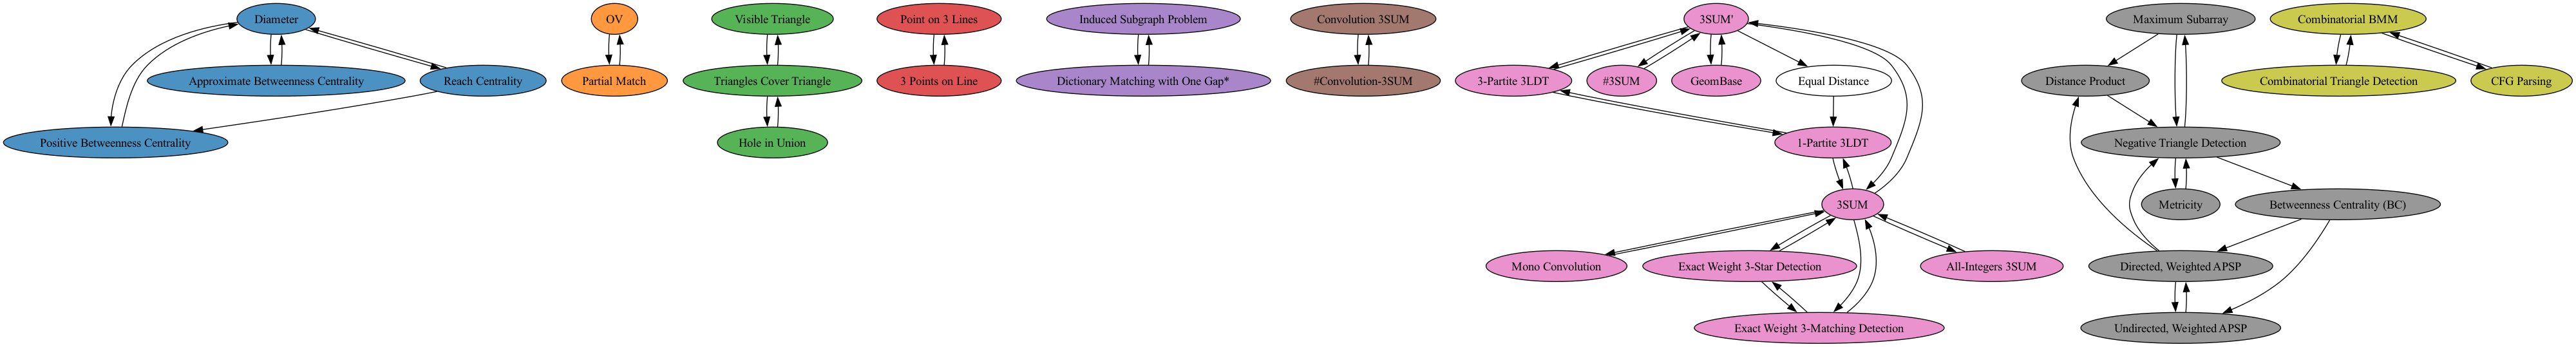 Diameter
OV
Visible Triangle
Point on 3 Lines
Induced Subgraph Problem
Convolution 3SUM
3SUM'
Maximum Subarray
Combinatorial BMM
Approximate Betweenness Centrality
Reach Centrality
Partial Match
Triangles Cover Triangle
3 Points on Line
Dictionary Matching with One Gap*
#Convolution-3SUM
3-Partite 3LDT
#3SUM
GeomBase
Equal Distance
Distance Product
Combinatorial Triangle Detection
CFG Parsing
Positive Betweenness Centrality
Hole in Union
1-Partite 3LDT
Negative Triangle Detection
3SUM
Metricity
Betweenness Centrality (BC)
Mono Convolution
Exact Weight 3-Star Detection
All-Integers 3SUM
Directed, Weighted APSP
Exact Weight 3-Matching Detection
Undirected, Weighted APSP